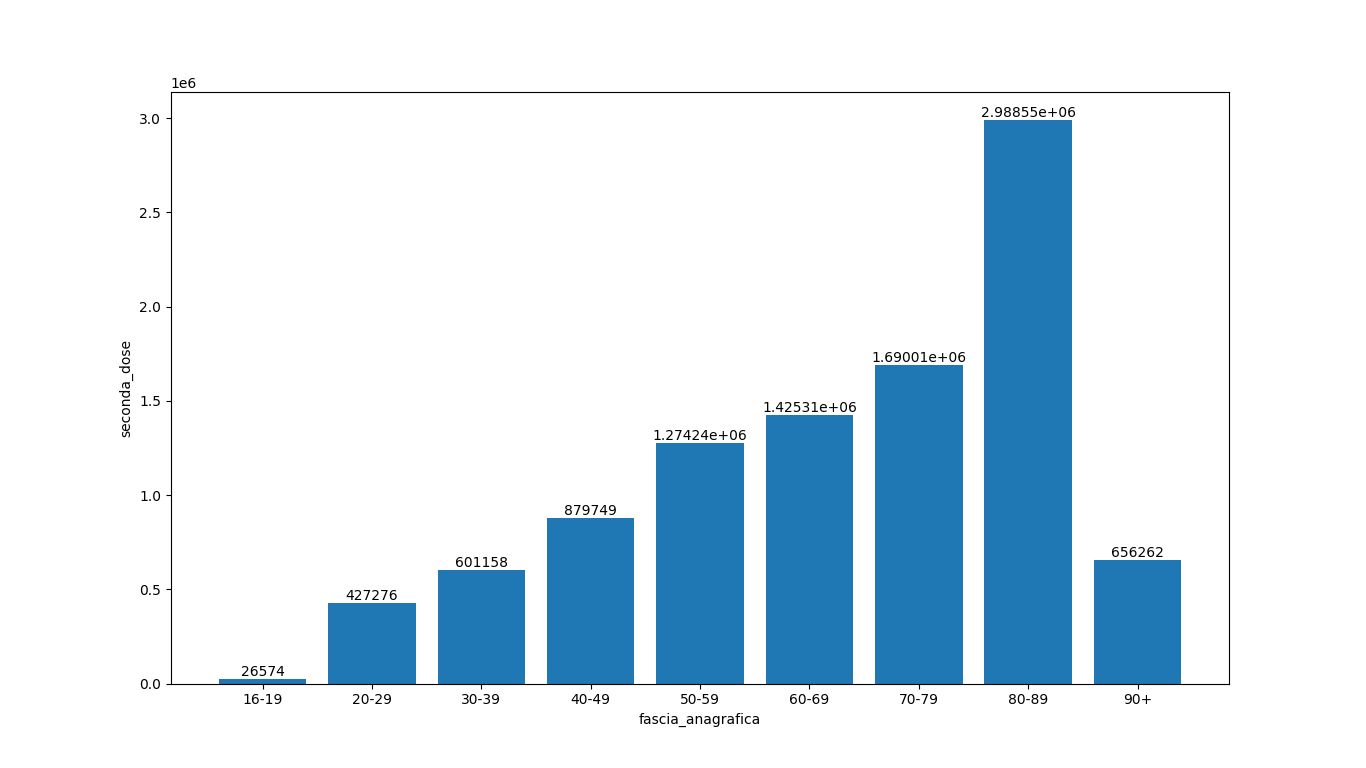 1e6
3.0
2.5
2.0
1.5
1.0
0.5
0.0
seconda_dose
26574
427276
601158
879749
1.27424e+06
1.42531e+06
1.69001e+06
2.98855e+06
656262
16-19 20-29 30-39 40-49 50-59 60-69 70-79 80-89 90+
fascia_anagrafica